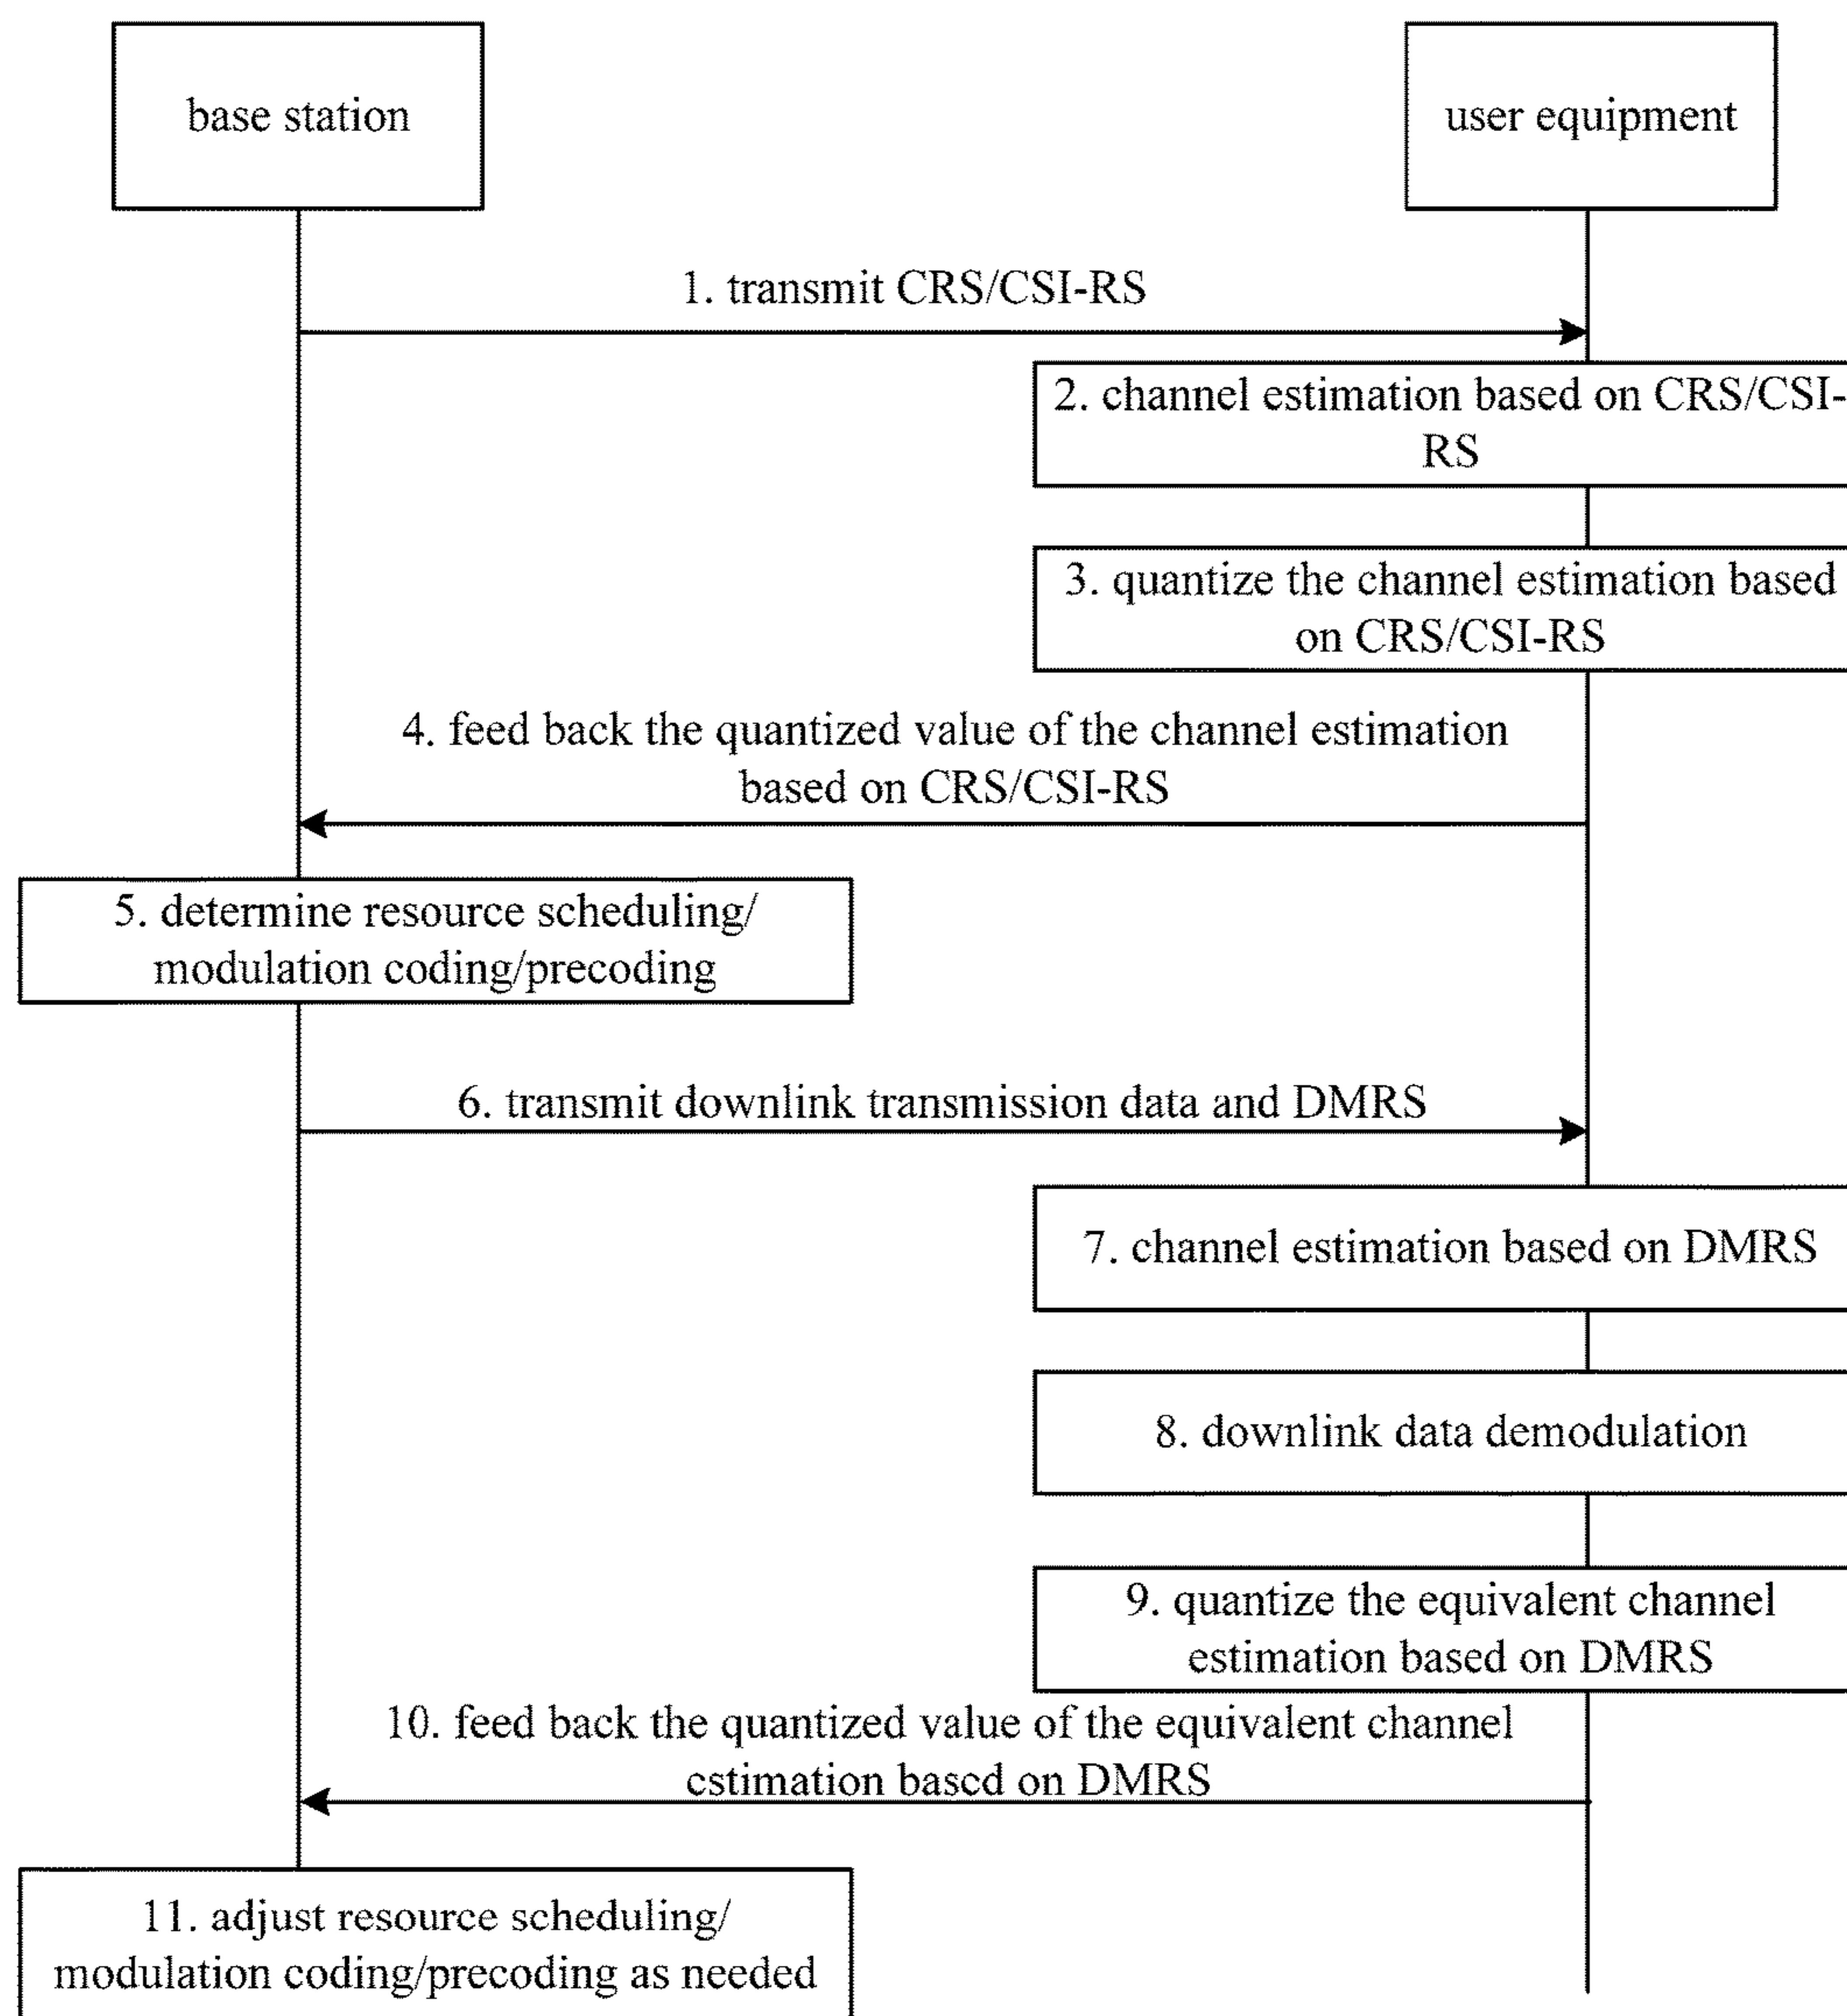 base station
user equipment
1. transmit CRS/CSI-RS
2. channel estimation based on CRS/CSI-
RS
3. quantize the channel estimation based
on CRS/CSI-RS
4. feed back the quantized value of the channel estimation
based on CRS/CSI-RS
5. determine resource scheduling/
modulation coding/precoding
6. transmit downlink transmission data and DMRS
7. channel estimation based on DMRS
8. downlink data demodulation
9. quantize the equivalent channel
estimation based on DMRS
10. feed back the quantized value of the equivalent channel
estimation based on DMRS
11. adjust resource scheduling/
modulation coding/precoding as needed